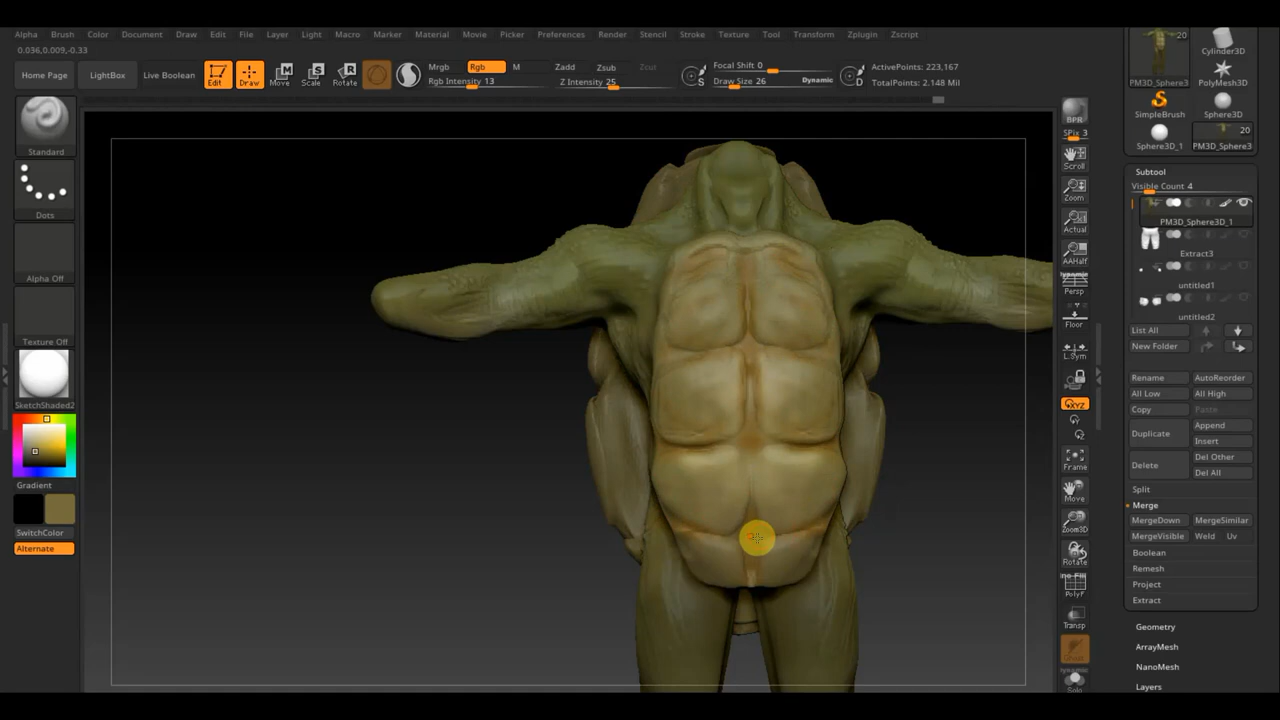 Alpha Brush Color Document Draw Edit File Layer Light Macro Marker Material Movie Picker Preferences Render Stencil Stroke Texture Tool Transform Zplugin Zscript
0.036,0.009,-0.33
Home Page LightBox Live Boolean Edit Draw Move Scale Rotate
Mrgb Rgb M Zadd Zsub Zcut
Rgb Intensity 13 Z Intensity 25
Focal Shift 0
Draw Size 26 Dynamic
S
D
ActivePoints: 223,167
TotalPoints: 2.148 Mil
Standard
Dots
Alpha Off
Texture Off
SketchShaded2
Gradient
SwitchColor
Alternate
BPR
SPix 3
Scroll
Zoom
Actual
AAHalf
Dynamic
Persp
Floor
L.Sym
XYZ
Y
Z
Frame
Move
Zoom3D
Rotate
PolyF
Transp
Ghost
Dynamic
Solo
20
PM3D_Sphere3
Cylinder3D
PolyMesh3D
SimpleBrush
Sphere3D
Sphere3D_1
20
PM3D_Sphere3
Subtool
Visible Count 4
PM3D_Sphere3D_1
Extract3
untitled1
untitled2
List All
New Folder
Rename AutoReorder
All Low All High
Copy Paste
Duplicate Append
Insert
Delete Del Other
Del All
Split
Merge
MergeDown MergeSimilar
MergeVisible Weld Uv
Boolean
Remesh
Project
Extract
Geometry
ArrayMesh
NanoMesh
Layers